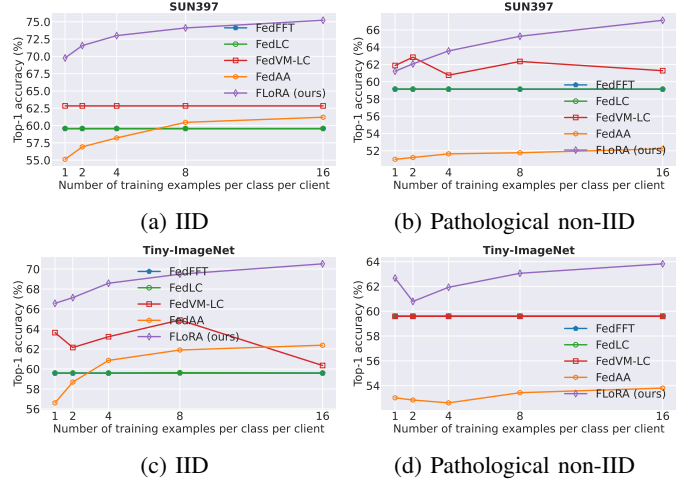 SUN397
Top-1 accuracy (%)
75.0
72.5
70.0
67.5
65.0
62.5
60.0
57.5
55.0
FedFFT
FedLC
FedVM-LC
FedAA
FLoRA (ours)
1 2 4 8 16
Number of training examples per class per client
(a) IID
SUN397
Top-1 accuracy (%)
66
64
62
60
58
56
54
52
FedFFT
FedLC
FedVM-LC
FedAA
FLoRA (ours)
1 2 4 8 16
Number of training examples per class per client
(b) Pathological non-IID
Tiny-ImageNet
Top-1 accuracy (%)
70
68
66
64
62
60
58
56
FedFFT
FedLC
FedVM-LC
FedAA
FLoRA (ours)
1 2 4 8 16
Number of training examples per class per client
(c) IID
Tiny-ImageNet
Top-1 accuracy (%)
64
62
60
58
56
54
FedFFT
FedLC
FedVM-LC
FedAA
FLoRA (ours)
1 2 4 8 16
Number of training examples per class per client
(d) Pathological non-IID